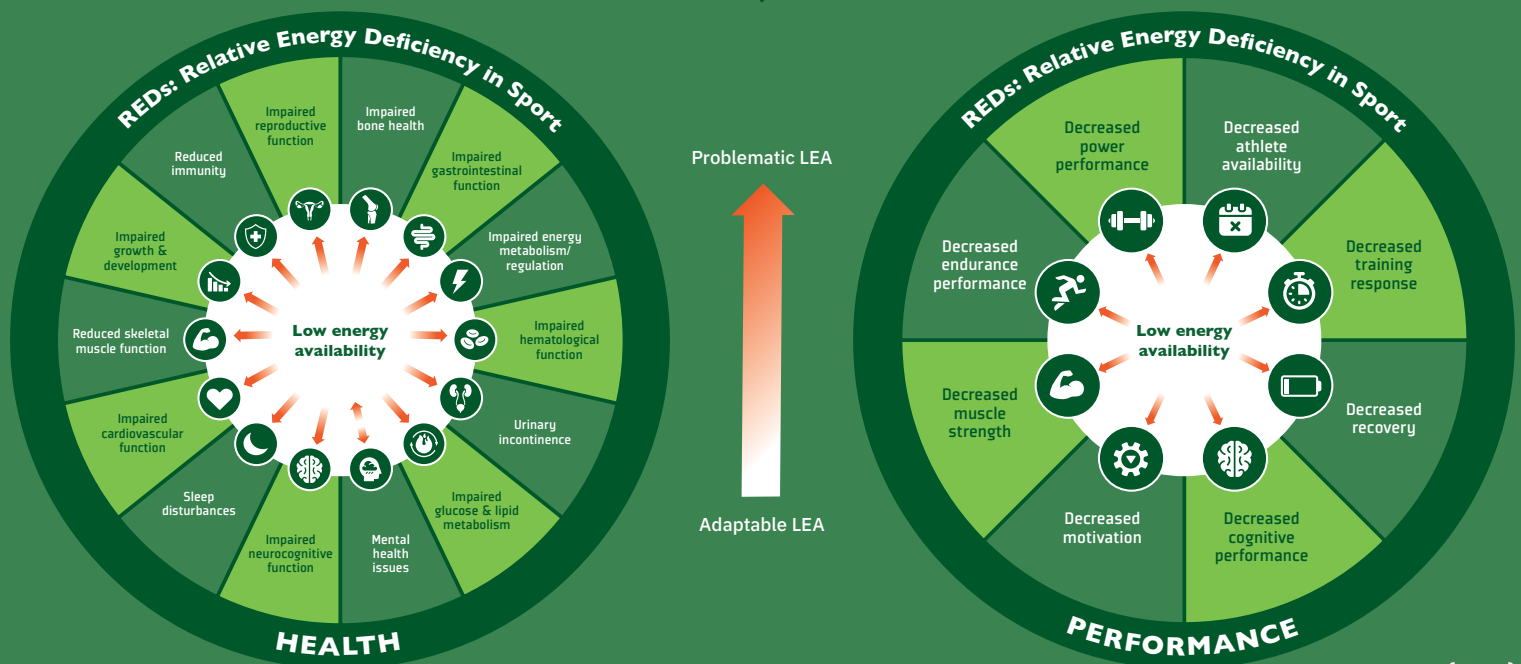 REDs: Relative Energy Deficiency in Sport
Impaired
reproductive
function
Impaired
bone health
Impaired
gastrointestinal
function
Impaired energy
metabolism/
regulation
Impaired
hematological
function
Urinary
incontinence
Impaired
glucose & lipid
metabolism
Mental
health
issues
Impaired
neurocognitive
function
Sleep
disturbances
Impaired
cardiovascular
function
Reduced skeletal
muscle function
Impaired
growth &
development
Reduced
immunity
Low energy
availability
HEALTH
Problematic LEA
Adaptable LEA
REDs: Relative Energy Deficiency in Sport
Decreased
power
performance
Decreased
athlete
availability
Decreased
training
response
Decreased
recovery
Decreased
cognitive
performance
Decreased
motivation
Decreased
muscle
strength
Decreased
endurance
performance
Low energy
availability
PERFORMANCE